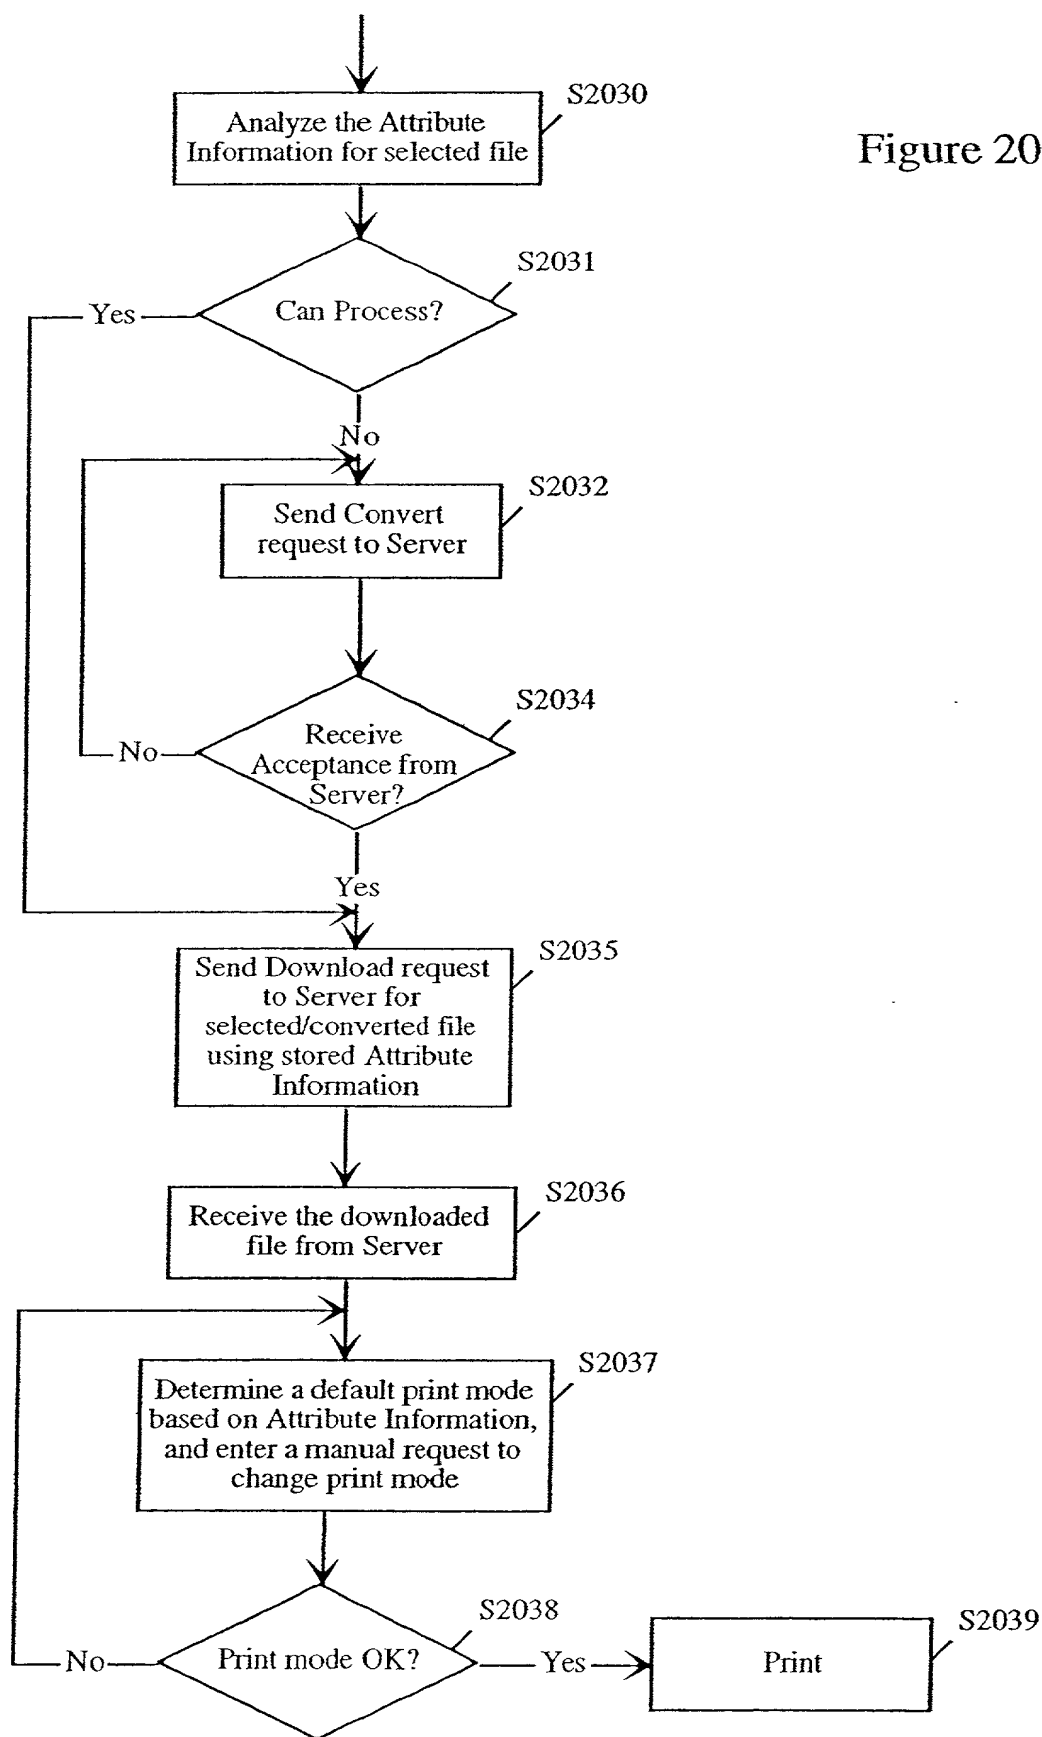 S2030
Analyze the Attribute
Information for selected file
Figure 20
S2031
Can Process?
Yes
No
S2032
Send Convert
request to Server
S2034
Receive
Acceptance from
Server?
No
Yes
S2035
Send Download request
to Server for
selected/converted file
using stored Attribute
Information
S2036
Receive the downloaded
file from Server
S2037
Determine a default print mode
based on Attribute Information,
and enter a manual request to
change print mode
S2038
Print mode OK?
No
Yes
S2039
Print